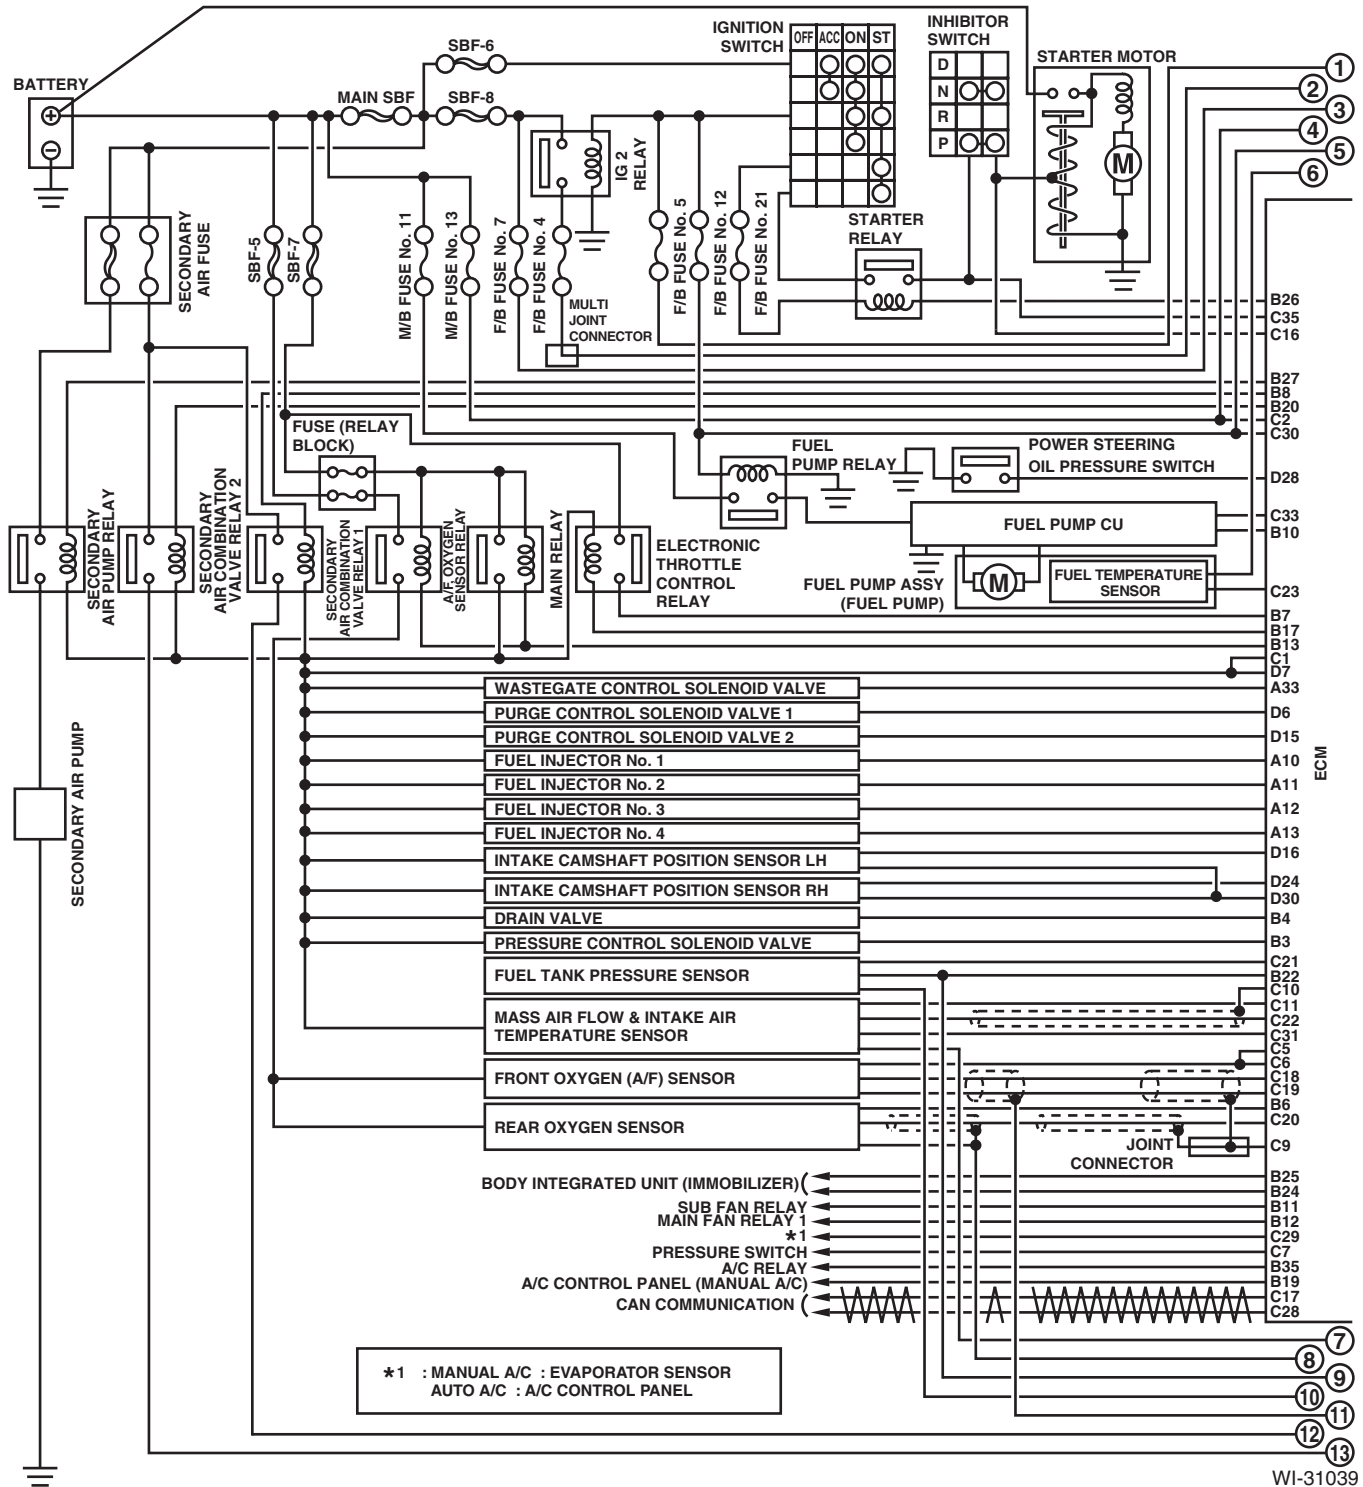 IGNITION
SWITCH
OFF ACC ON ST
INHIBITOR
SWITCH
D
N
R
P
STARTER MOTOR
M
BATTERY
SBF-6
MAIN SBF
SBF-8
IG 2
RELAY
1
2
3
4
5
6
SECONDARY
AIR FUSE
SBF-5
SBF-7
M/B FUSE No. 11
M/B FUSE No. 13
F/B FUSE No. 7
F/B FUSE No. 4
F/B FUSE No. 5
F/B FUSE No. 12
F/B FUSE No. 21
MULTI
JOINT
CONNECTOR
STARTER
RELAY
B26
C35
C16
B27
B8
B20
C2
C30
D28
C33
B10
C23
B7
B17
B13
C1
D7
A33
D6
D15
A10
A11
A12
A13
D16
D24
D30
B4
B3
C21
B22
C10
C11
C22
C31
C5
C6
C18
C19
B6
C20
C9
B25
B24
B11
B12
C29
C7
B35
B19
C17
C28
ECM
FUSE (RELAY
BLOCK)
FUEL
PUMP RELAY
POWER STEERING
OIL PRESSURE SWITCH
FUEL PUMP CU
FUEL PUMP ASSY
(FUEL PUMP)
M
FUEL TEMPERATURE
SENSOR
SECONDARY
AIR PUMP RELAY
SECONDARY
AIR COMBINATION
VALVE RELAY 2
SECONDARY
AIR COMBINATION
VALVE RELAY 1
A/F, OXYGEN
SENSOR RELAY
MAIN RELAY
ELECTRONIC
THROTTLE
CONTROL
RELAY
SECONDARY AIR PUMP
WASTEGATE CONTROL SOLENOID VALVE
PURGE CONTROL SOLENOID VALVE 1
PURGE CONTROL SOLENOID VALVE 2
FUEL INJECTOR No. 1
FUEL INJECTOR No. 2
FUEL INJECTOR No. 3
FUEL INJECTOR No. 4
INTAKE CAMSHAFT POSITION SENSOR LH
INTAKE CAMSHAFT POSITION SENSOR RH
DRAIN VALVE
PRESSURE CONTROL SOLENOID VALVE
FUEL TANK PRESSURE SENSOR
MASS AIR FLOW & INTAKE AIR
TEMPERATURE SENSOR
FRONT OXYGEN (A/F) SENSOR
REAR OXYGEN SENSOR
JOINT
CONNECTOR
BODY INTEGRATED UNIT (IMMOBILIZER)(
SUB FAN RELAY
MAIN FAN RELAY 1
*1
PRESSURE SWITCH
A/C RELAY
A/C CONTROL PANEL (MANUAL A/C)
CAN COMMUNICATION (
*1 : MANUAL A/C : EVAPORATOR SENSOR
AUTO A/C : A/C CONTROL PANEL
7
8
9
10
11
12
13
WI-31039